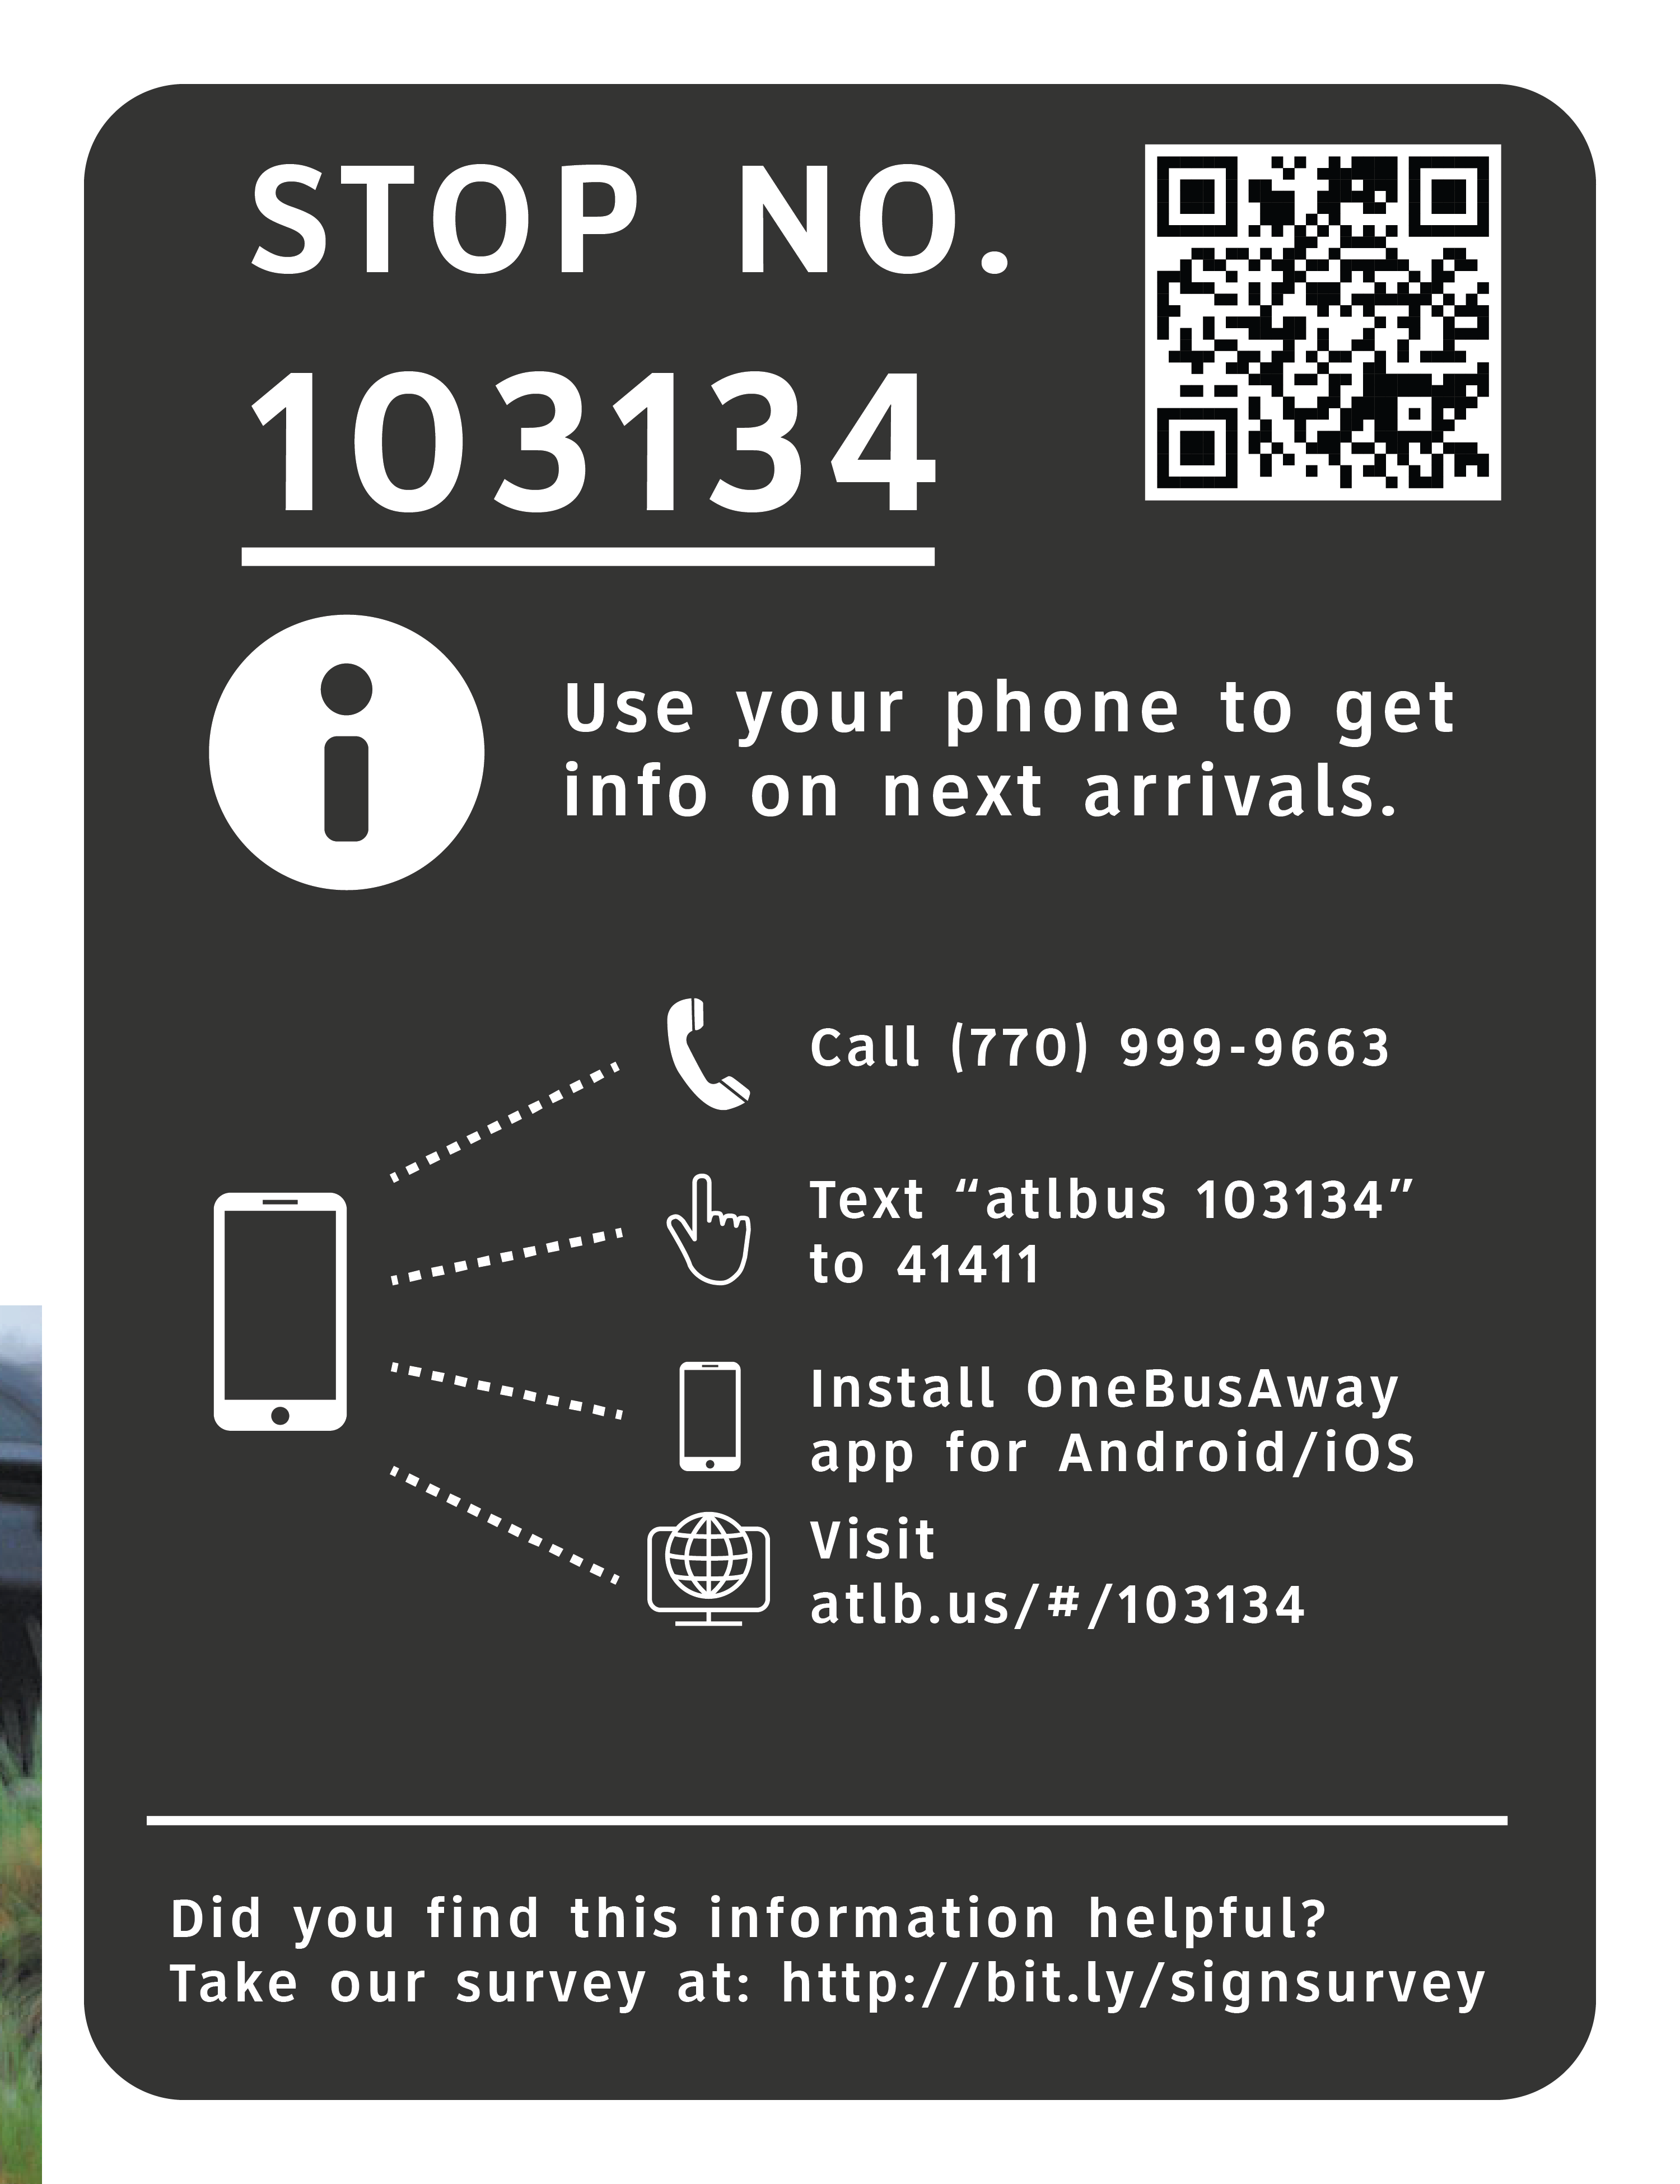 STOP NO.
103134
Use your phone to get
info on next arrivals.
Call (770) 999-9663
Text “atlbus 103134”
to 41411
Install OneBusAway
app for Android/iOS
Visit
atlb.us/#/103134
Did you find this information helpful?
Take our survey at: http://bit.ly/signsurvey